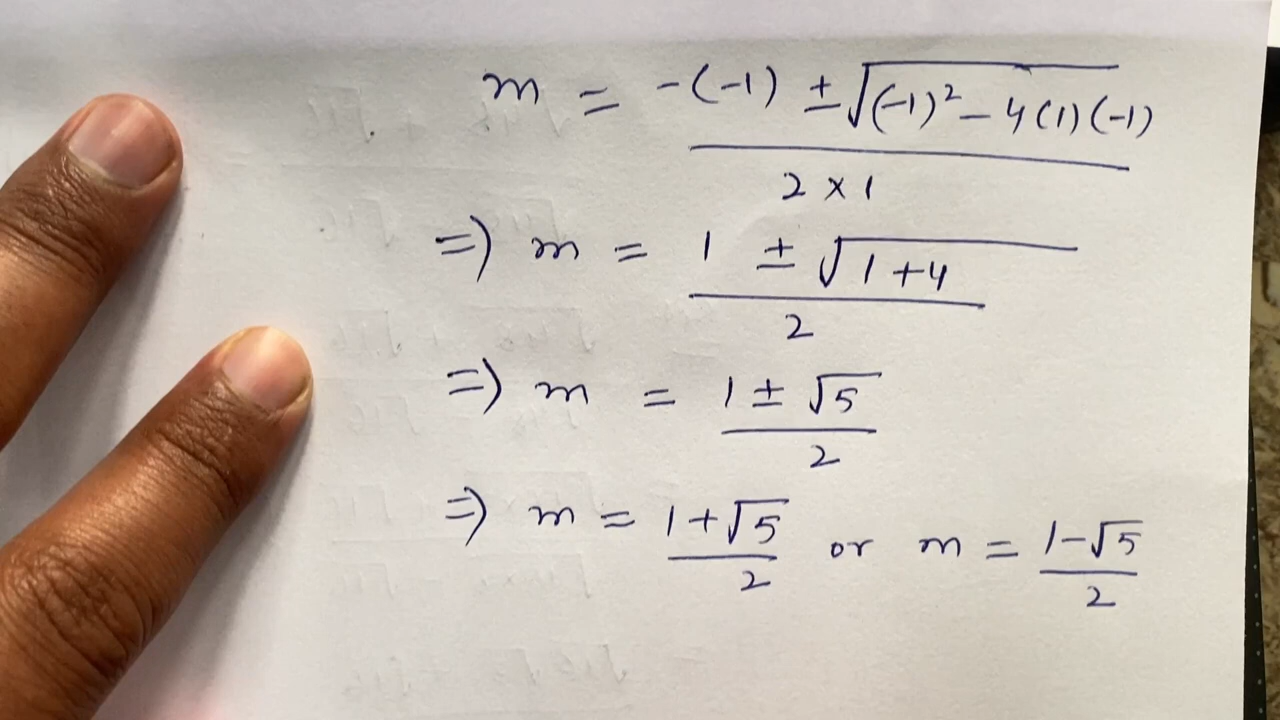 m = -(-1) ± √(-1)² - 4(1)(-1)
2 × 1
=) m = 1 ± √1+4
2
=) m = 1 ± √5
2
=) m = 1+√5 or m = 1-√5
2 2